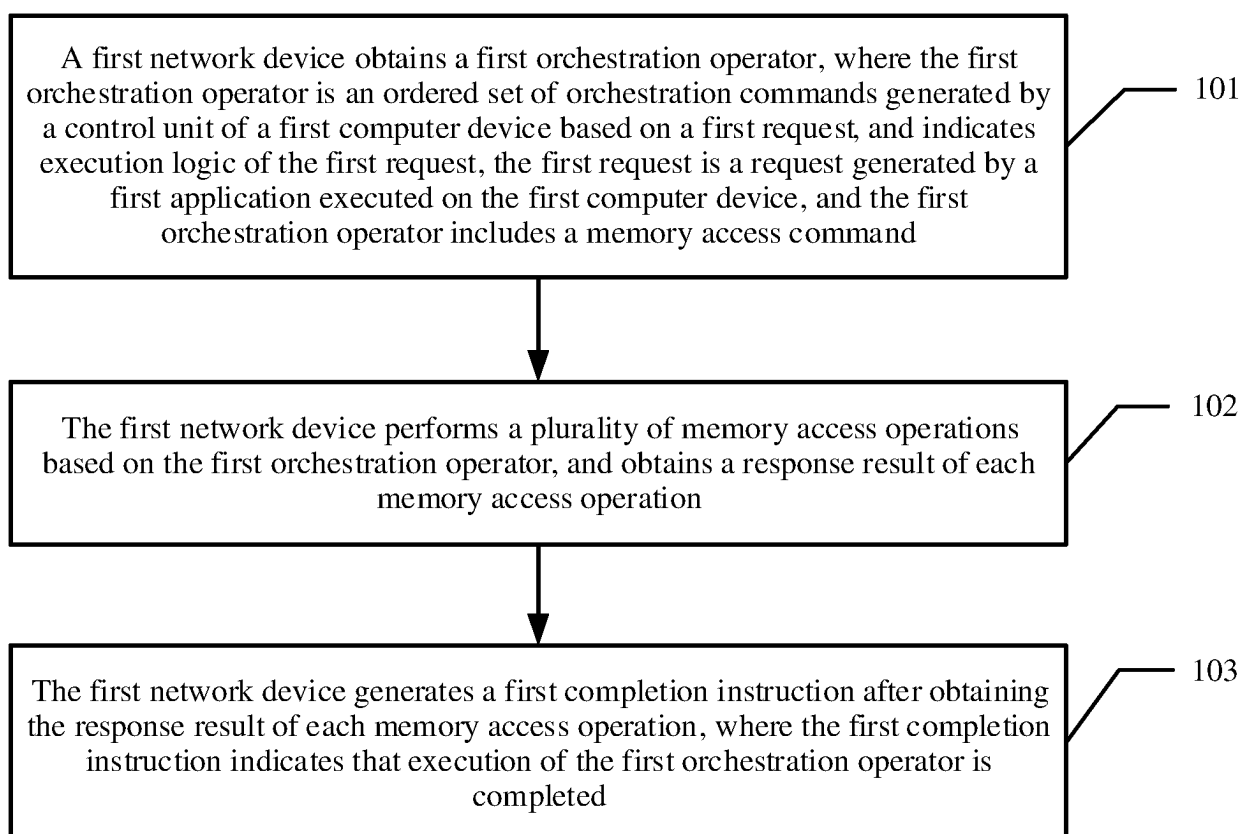 A first network device obtains a first orchestration operator, where the first
orchestration operator is an ordered set of orchestration commands generated by
a control unit of a first computer device based on a first request, and indicates
execution logic of the first request, the first request is a request generated by a
first application executed on the first computer device, and the first
orchestration operator includes a memory access command
101
The first network device performs a plurality of memory access operations
based on the first orchestration operator, and obtains a response result of each
memory access operation
102
The first network device generates a first completion instruction after obtaining
the response result of each memory access operation, where the first completion
instruction indicates that execution of the first orchestration operator is
completed
103